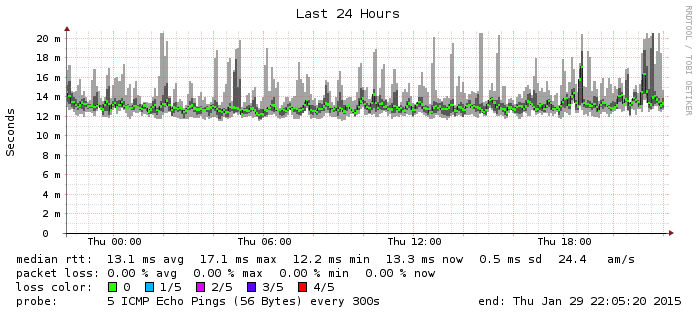 Last 24 Hours
RRDTOOL / TOBI OETIKER
Seconds
20 m
18 m
16 m
14 m
12 m
10 m
8 m
6 m
4 m
2 m
0
Thu 00:00 Thu 06:00 Thu 12:00 Thu 18:00
median rtt: 13.1 ms avg 17.1 ms max 12.2 ms min 13.3 ms now 0.5 ms sd 24.4 am/s
packet loss: 0.00 % avg 0.00 % max 0.00 % min 0.00 % now
loss color: 0 1/5 2/5 3/5 4/5
probe: 5 ICMP Echo Pings (56 Bytes) every 300s end: Thu Jan 29 22:05:20 2015